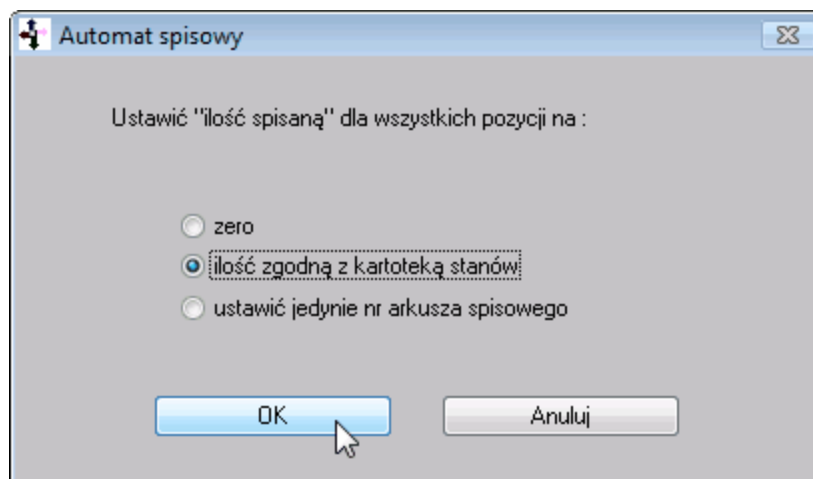 Automat spisowy
Ustawić "ilość spisaną" dla wszystkich pozycji na :
zero
ilość zgodną z kartoteką stanów
ustawić jedynie nr arkusza spisowego
OK Anuluj